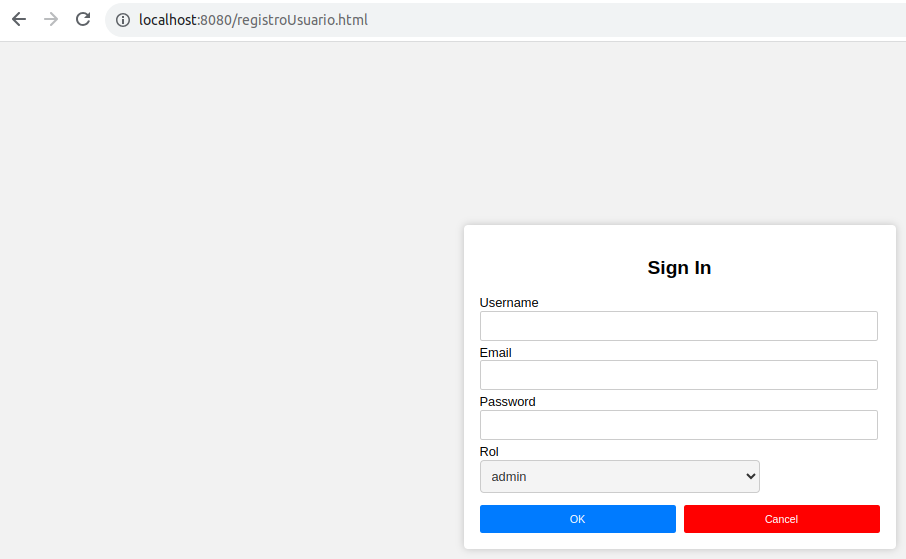 localhost:8080/registroUsuario.html
Sign In
Username
Email
Password
Rol
admin
OK
Cancel